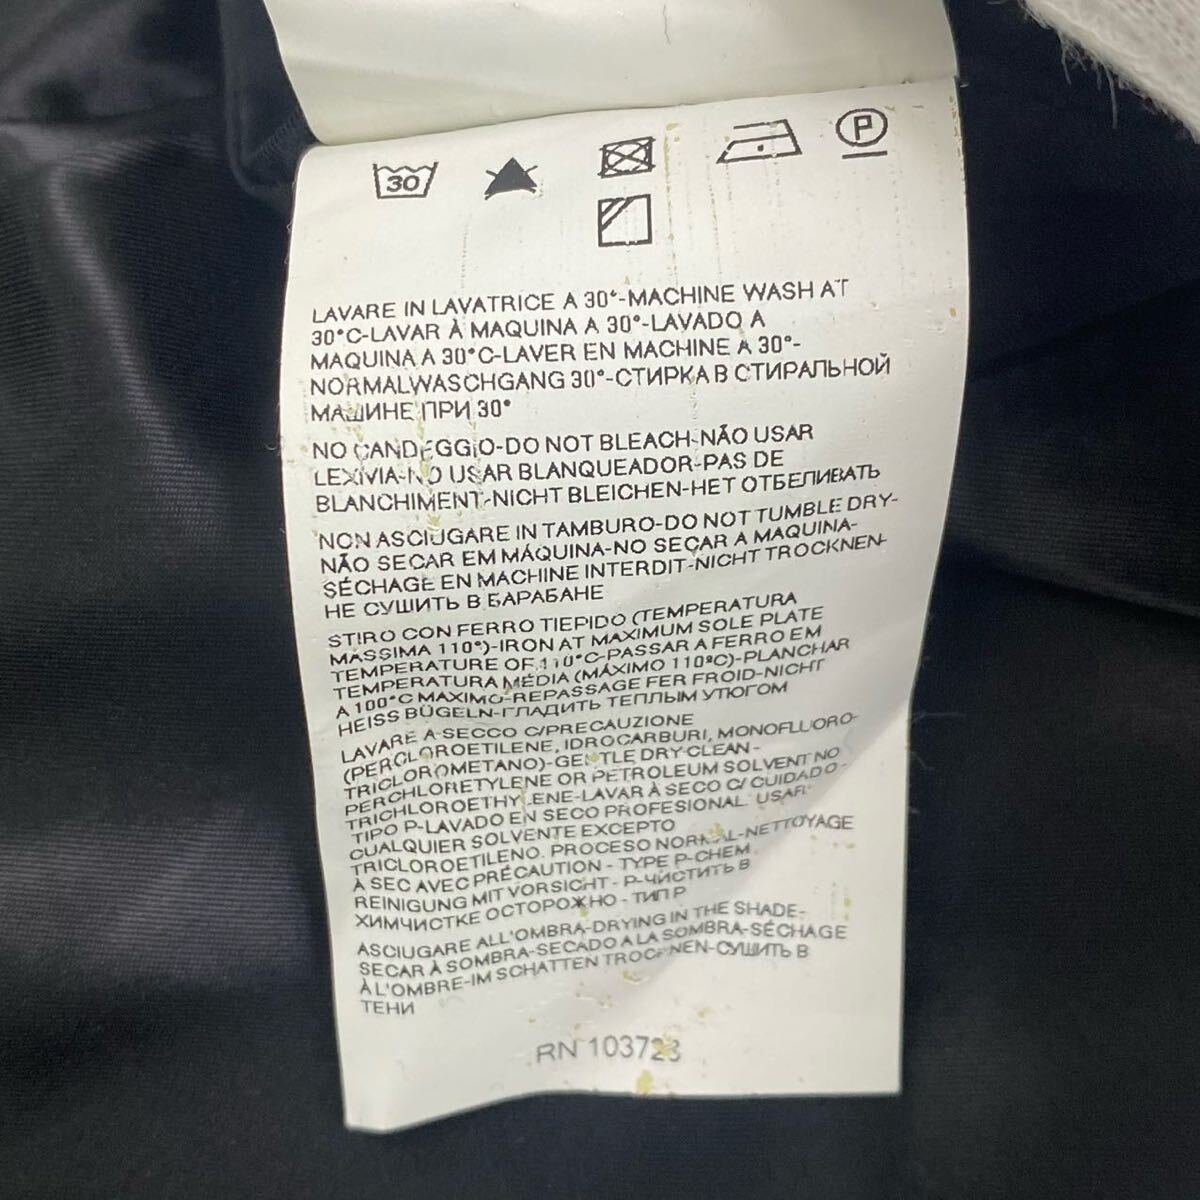 30
P
LAVARE IN LAVATRICE A 30°-MACHINE WASH AT
30°C-LAVAR À MAQUINA A 30°-LAVADO A
MAQUINA A 30°C-LAVER EN MACHINE A 30°-
NORMALWASCHGANG 30°-СТИРКА В СТИРАЛЬНОЙ
МАШИНЕ ПРИ 30°
NO CANDEGGIO-DO NOT BLEACH-NÃO USAR
LEXIVIA-NO USAR BLANQUEADOR-PAS DE
BLANCHIMENT-NICHT BLEICHEN-НЕТ ОТБЕЛИВАТЬ
NON ASCIUGARE IN TAMBURO-DO NOT TUMBLE DRY-
NÃO SECAR EM MÁQUINA-NO SEÇAR A MAQUINA-
SÉCHAGE EN MACHINE INTERDIT-NICHT TROCKNEN-
НЕ СУШИТЬ В БАРАБАНЕ
STIRO CON FERRO TIEPIDO (TEMPERATURA
MASSIMA 110°)-IRON AT MAXIMUM SOLE PLATE
TEMPERATURE OF 110°C-PASSAR A FERRO EM
TEMPERATURA MÉDIA (MÁXIMO 110ºC)-PLANCHAR
A 100°C MAXIMO-REPASSAGE FER FROID-NICHT
HEISS BÜGELN-ГЛАДИТЬ ТЕПЛЫМ УТЮГОМ
LAVARE A SECCO C/PRECAUZIONE
(PERCLOROETILENE, IDROCARBURI, MONOFLUORO-
TRICLOROMETANO)-GENTLE DRY-CLEAN -
PERCHLORETYLENE OR PETROLEUM SOLVENT NO
TRICHLOROETHYLENE-LAVAR À SECO C/ CUIDADO -
TIPO P-LAVADO EN SECO PROFESIONAL. USAR
CUALQUIER SOLVENTE EXCEPTO
TRICLOROETILENO. PROCESO NORMAL-NETTOYAGE
À SEC AVEC PRÉCAUTION - TYPE P-CHEM.
REINIGUNG MIT VORSICHT - P-ЧИСТИТЬ В
ХИМЧИСТКЕ ОСТОРОЖНО - ТИП Р
ASCIUGARE ALL'OMBRA-DRYING IN THE SHADE-
SECAR À SOMBRA-SECADO A LA SOMBRA-SÉCHAGE
À L'OMBRE-IM SCHATTEN TROCKNEN-СУШИТЬ В
ТЕНИ
RN 103723